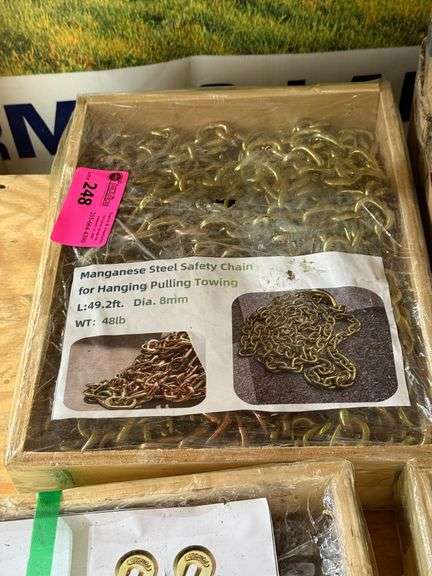 248
Manganese Steel Safety Chain
for Hanging Pulling Towing
L:49.2ft. Dia. 8mm
WT: 48lb